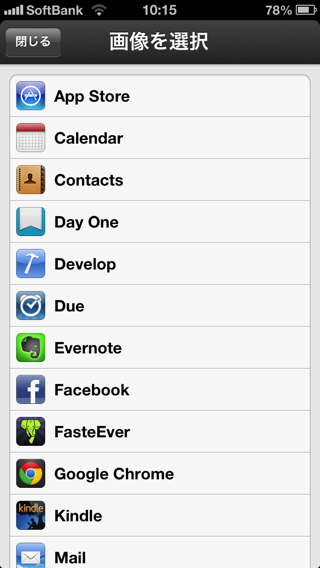 SoftBank 10:15 78%
閉じる 画像を選択
App Store
Calendar
Contacts
Day One
Develop
Due
Evernote
Facebook
FasteEver
Google Chrome
kindle Kindle
Mail